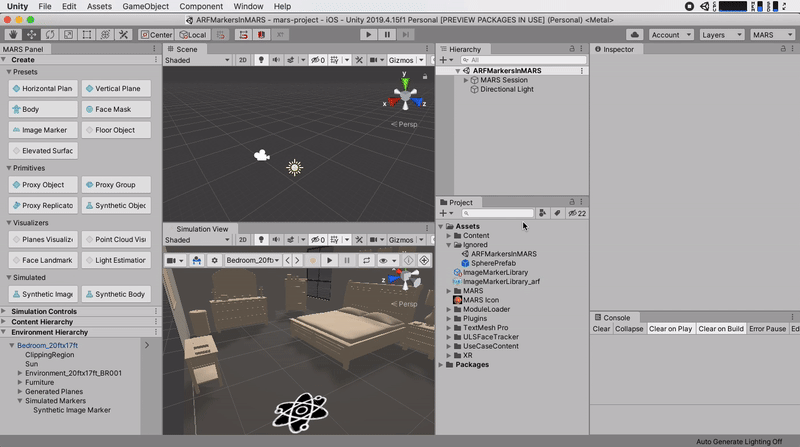 Unity File Edit Assets GameObject Component Window Help
ARFMarkersInMARS - mars-project - iOS - Unity 2019.4.15f1 Personal [PREVIEW PACKAGES IN USE] (Personal) <Metal>
Center Local Account Layers MARS
MARS Panel
Create
Presets
Horizontal Plan Vertical Plane
Body Face Mask
Image Marker Floor Object
Elevated Surfac
Primitives
Proxy Object Proxy Group
Proxy Replicato Synthetic Objec
Visualizers
Planes Visualiz Point Cloud Visu
Face Landmark Light Estimation
Simulated
Synthetic Image Synthetic Body
Simulation Controls
Content Hierarchy
Environment Hierarchy
Bedroom_20ftx17ft
ClippingRegion
Sun
Environment_20ftx17ft_BR001
Furniture
Generated Planes
Simulated Markers
Synthetic Image Marker
Scene
Shaded 2D 0 Gizmos
y
x z
Persp
Simulation View
Shaded 2D 0 Gizmos
Bedroom_20ft
Persp
Hierarchy
All
ARFMarkersInMARS
MARS Session
Directional Light
Project
22
Assets
Content
Ignored
ARFMarkersInMARS
SpherePrefab
ImageMarkerLibrary
ImageMarkerLibrary_arf
MARS
MARS Icon
ModuleLoader
Plugins
TextMesh Pro
ULSFaceTracker
UseCaseContent
XR
Packages
Inspector
Console
Clear Collapse Clear on Play Clear on Build Error Pause Ed
Auto Generate Lighting Off